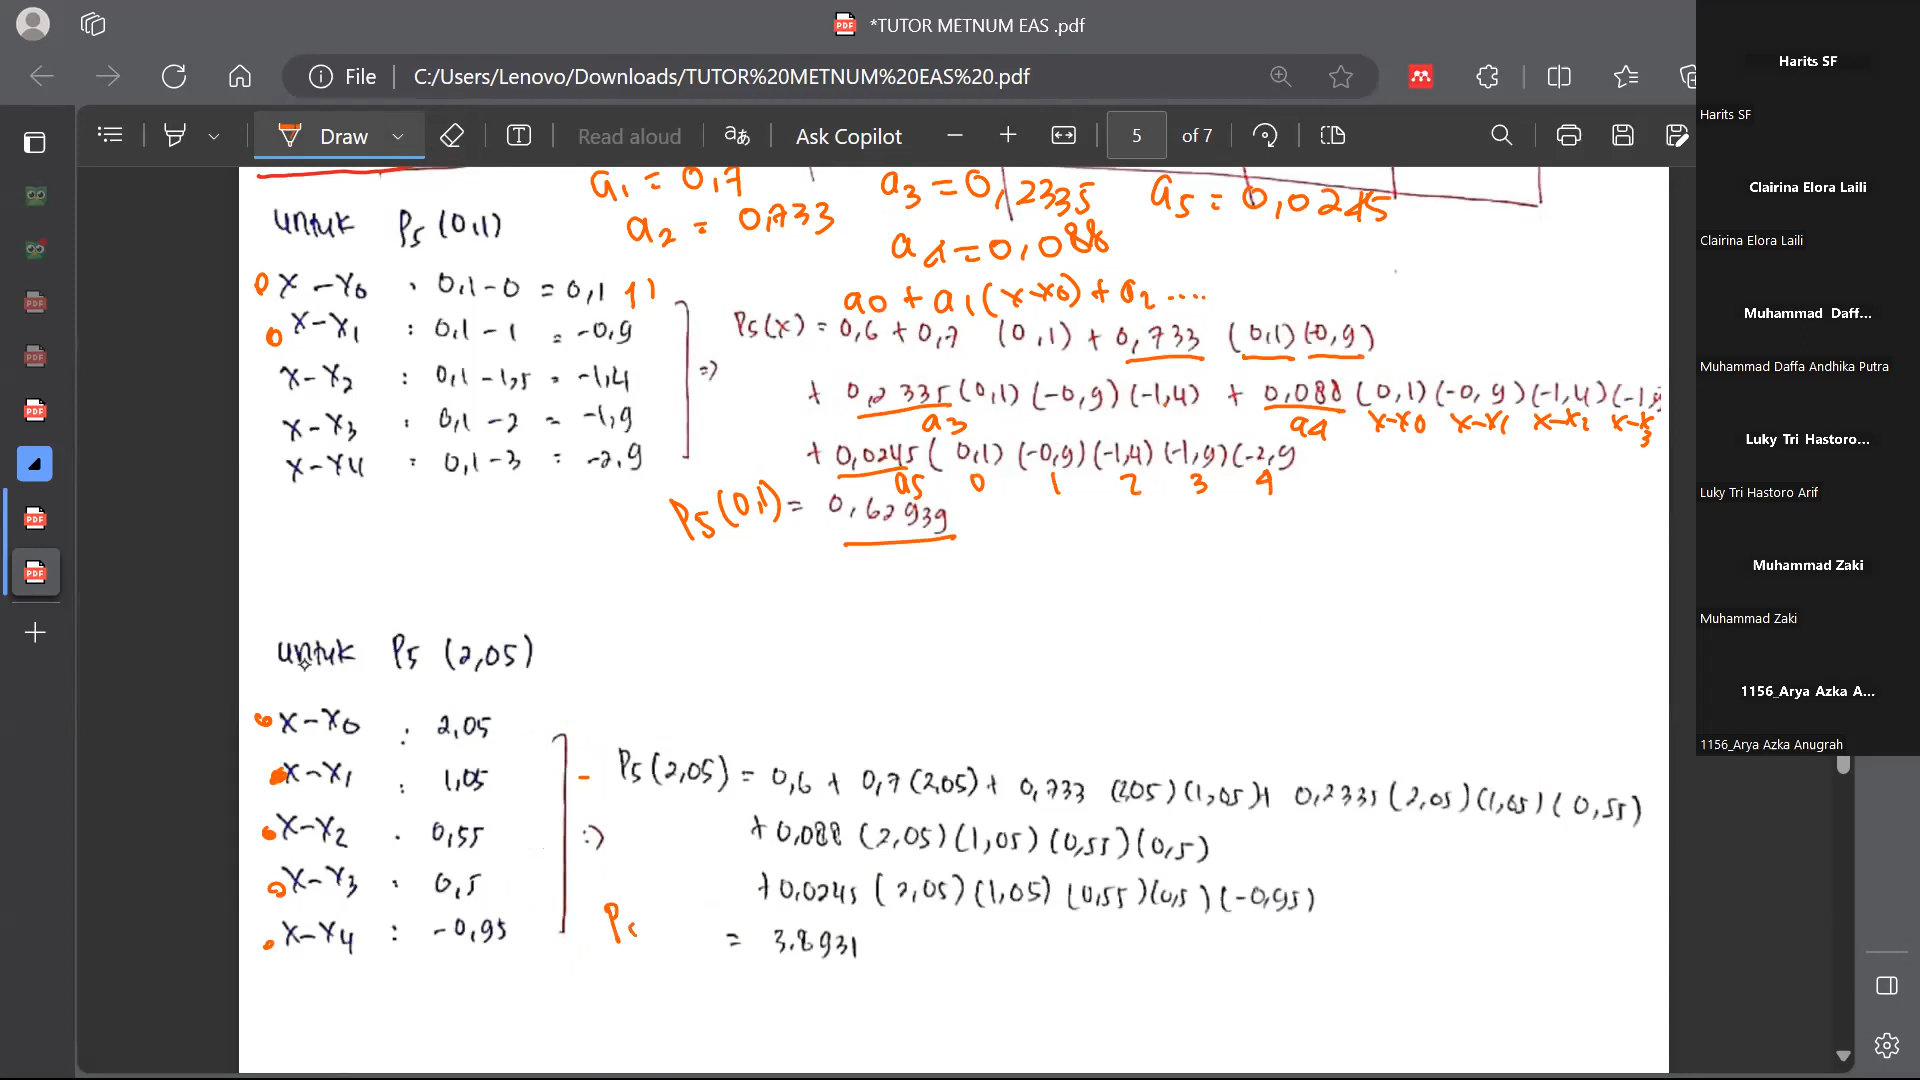 *TUTOR METNUM EAS .pdf
File C:/Users/Lenovo/Downloads/TUTOR%20METNUM%20EAS%20.pdf
Draw Read aloud aあ Ask Copilot 5 of 7
a1 = 0,7 a3 = 0,2335 a5 = 0,0245
a2 = 0,733
a4 = 0,088
untuk P5 (0,1)
x - x0 : 0,1 - 0 = 0,1
x - x1 : 0,1 - 1 = -0,9
x - x2 : 0,1 - 1,5 = -1,4
x - x3 : 0,1 - 2 = -1,9
x - x4 : 0,1 - 3 = -2,9
=>
a0 + a1 (x - x0) + a2 ....
P5(x) = 0,6 + 0,7 (0,1) + 0,733 (0,1) (-0,9)
+ 0,2335 (0,1) (-0,9) (-1,4) + 0,088 (0,1) (-0,9) (-1,4) (-1,9
a3 a4 x-x0 x-x1 x-x2 x-x3
+ 0,0245 ( 0,1) (-0,9) (-1,4) (-1,9) (-2,9
a5 0 1 2 3 4
P5(0,1) = 0,62939
untuk P5 (2,05)
x - x0 : 2,05
x - x1 : 1,05
x - x2 : 0,55
x - x3 : 0,5
x - x4 : -0,95
=>
P5 (2,05) = 0,6 + 0,7 (2,05) + 0,733 (2,05) (1,05) + 0,2335 (2,05) (1,05) (0,55)
+ 0,088 (2,05) (1,05) (0,55) (0,5)
+ 0,0245 (2,05) (1,05) (0,55) (0,5) (-0,95)
= 3.8931
Harits SF
Harits SF
Clairina Elora Laili
Clairina Elora Laili
Muhammad Daff...
Muhammad Daffa Andhika Putra
Luky Tri Hastoro...
Luky Tri Hastoro Arif
Muhammad Zaki
Muhammad Zaki
1156_Arya Azka A...
1156_Arya Azka Anugrah